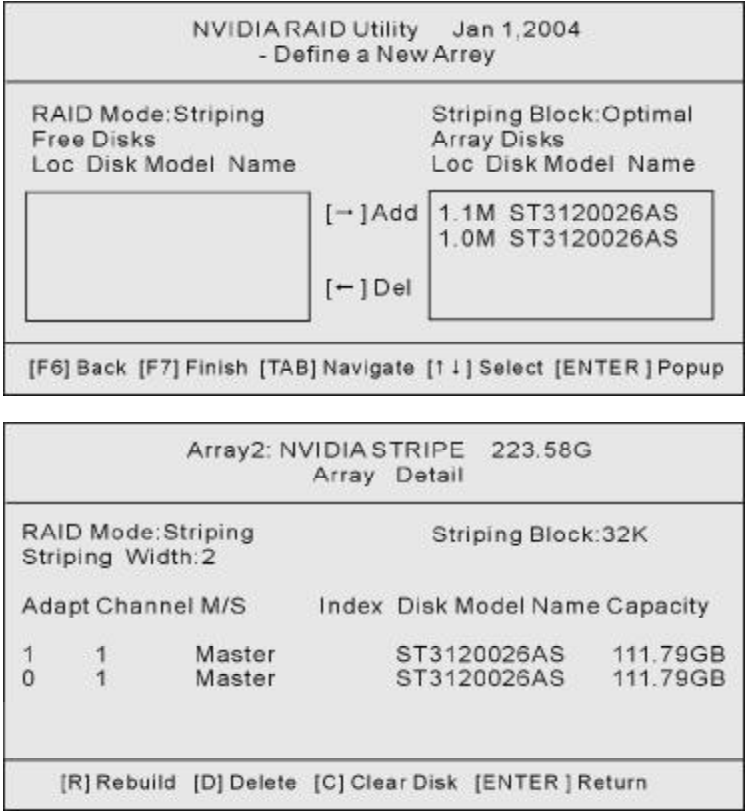 NVIDIA RAID Utility Jan 1,2004
- Define a New Arrey
RAID Mode:Striping Striping Block:Optimal
Free Disks Array Disks
Loc Disk Model Name Loc Disk Model Name
[→] Add 1.1M ST3120026AS
1.0M ST3120026AS
[←] Del
[F6] Back [F7] Finish [TAB] Navigate [↑↓] Select [ENTER] Popup
Array2: NVIDIA STRIPE 223.58G
Array Detail
RAID Mode:Striping Striping Block:32K
Striping Width:2
Adapt Channel M/S Index Disk Model Name Capacity
1 1 Master ST3120026AS 111.79GB
0 1 Master ST3120026AS 111.79GB
[R] Rebuild [D] Delete [C] Clear Disk [ENTER] Return